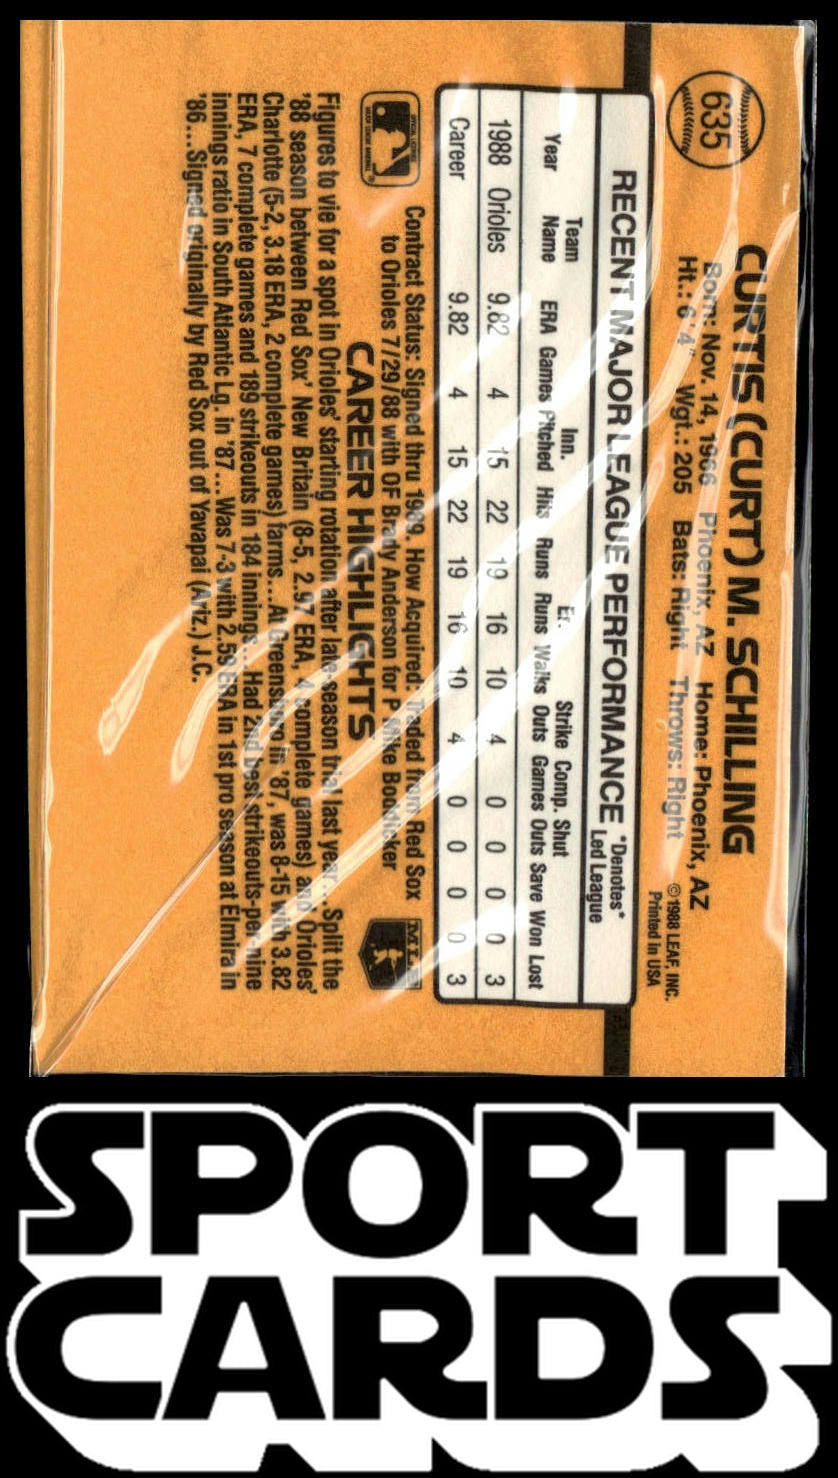 635
CURTIS (CURT) M. SCHILLING
Born: Nov. 14, 1966 Phoenix, AZ Home: Phoenix, AZ
Ht.: 6'4" Wgt.: 205 Bats: Right Throws: Right
©1988 LEAF, INC.
Printed in USA
RECENT MAJOR LEAGUE PERFORMANCE
*Denotes*
Led League
Team Inn. Er. Strike Comp. Shut
Year Name ERA Games Pitched Hits Runs Runs Walks Outs Games Outs Save Won Lost
1988 Orioles 9.82 4 15 22 19 16 10 4 0 0 0 0 3
Career 9.82 4 15 22 19 16 10 4 0 0 0 0 3
Contract Status: Signed thru 1989. How Acquired: Traded from Red Sox
to Orioles 7/29/88 with OF Brady Anderson for P Mike Boddicker
MLB
CAREER HIGHLIGHTS
Figures to vie for a spot in Orioles' starting rotation after late-season trial last year...Split the
'88 season between Red Sox' New Britain (8-5, 2.97 ERA, 4 complete games) and Orioles'
Charlotte (5-2, 3.18 ERA, 2 complete games) farms...At Greensboro in '87, was 8-15 with 3.82
ERA, 7 complete games and 189 strikeouts in 184 innings...Had 2nd best strikeouts-per-nine
innings ratio in South Atlantic Lg. in '87...Was 7-3 with 2.59 ERA in 1st pro season at Elmira in
'86...Signed originally by Red Sox out of Yavapai (Ariz.) J.C.
SPORT
CARDS